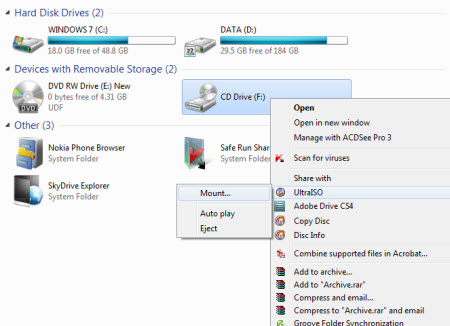 Hard Disk Drives (2)
WINDOWS 7 (C:)
18.0 GB free of 48.8 GB
DATA (D:)
29.5 GB free of 184 GB
Devices with Removable Storage (2)
DVD RW Drive (E:) New
0 bytes free of 4.31 GB
UDF
DVD
CD Drive (F:)
Other (3)
Nokia Phone Browser
System Folder
Safe Run Shar
System Folder
SkyDrive Explorer
System Folder
Mount...
Auto play
Eject
Open
Open in new window
Manage with ACDSee Pro 3
Scan for viruses
Share with
UltraISO
Adobe Drive CS4
Copy Disc
Disc Info
Combine supported files in Acrobat...
Add to archive...
Add to "Archive.rar"
Compress and email...
Compress to "Archive.rar" and email
Groove Folder Synchronization